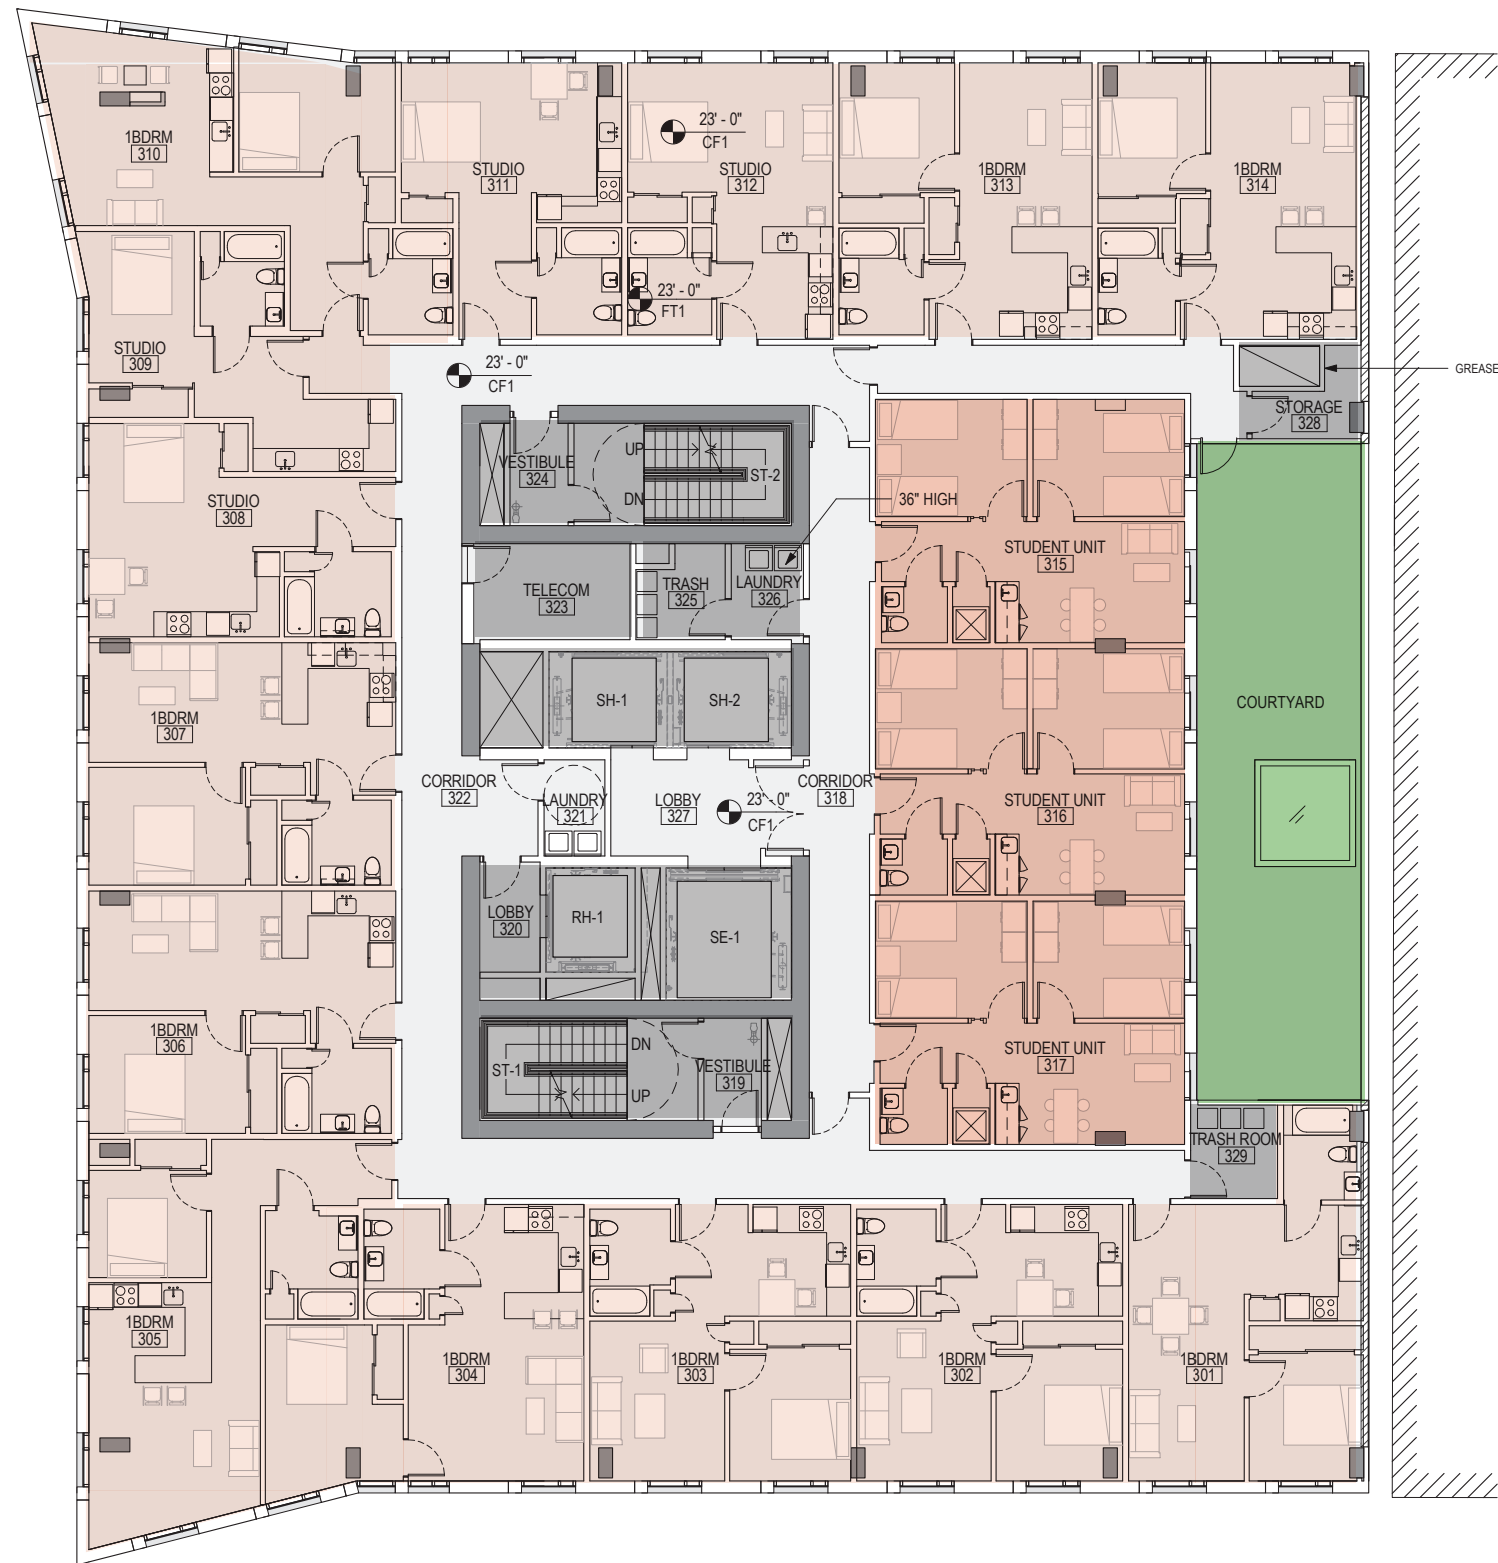 1BDRM
310
STUDIO
311
23' - 0"
CF1
STUDIO
312
1BDRM
313
1BDRM
314
23' - 0"
FT1
STUDIO
309
23' - 0"
CF1
GREASE
STORAGE
328
VESTIBULE
324
UP
DN
ST-2
36" HIGH
STUDIO
308
STUDENT UNIT
315
TELECOM
323
TRASH
325
LAUNDRY
326
SH-1
SH-2
COURTYARD
1BDRM
307
CORRIDOR
322
LAUNDRY
321
LOBBY
327
23'- 0"
CF1
CORRIDOR
318
STUDENT UNIT
316
LOBBY
320
RH-1
SE-1
1BDRM
306
ST-1
DN
UP
VESTIBULE
319
STUDENT UNIT
317
TRASH ROOM
329
1BDRM
305
1BDRM
304
1BDRM
303
1BDRM
302
1BDRM
301